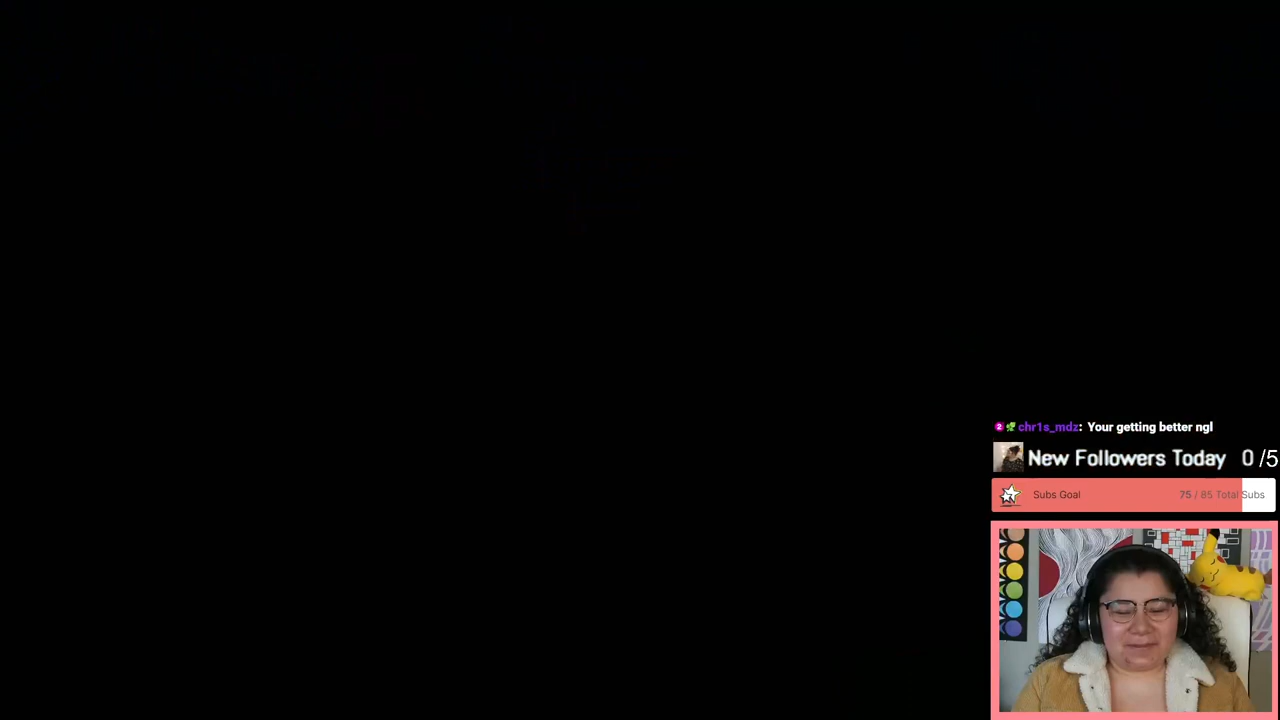 chr1s_mdz: Your getting better ngl
New Followers Today 0 /5
Subs Goal 75 / 85 Total Subs